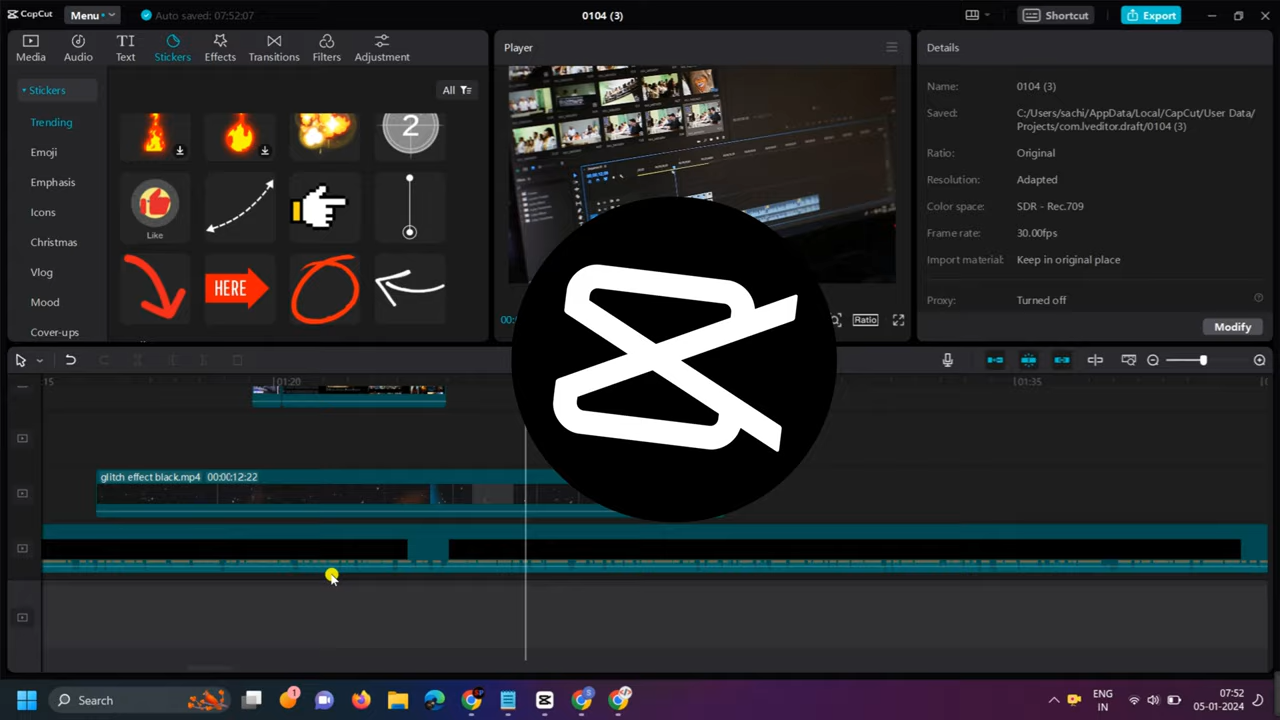 CapCut
Menu
Auto saved: 07:52:07
0104 (3)
Shortcut
Export
Media
Audio
Text
Stickers
Effects
Transitions
Filters
Adjustment
Stickers
All
Trending
Emoji
Emphasis
Icons
Christmas
Vlog
Mood
Cover-ups
2
Like
HERE
Player
Ratio
Details
Name: 0104 (3)
Saved: C:/Users/sachi/AppData/Local/CapCut/User Data/
Projects/com.lveditor.draft/0104 (3)
Ratio: Original
Resolution: Adapted
Color space: SDR - Rec.709
Frame rate: 30.00fps
Import material: Keep in original place
Proxy: Turned off
Modify
:15
01:20
01:35
glitch effect black.mp4 00:00:12:22
Search
1
ENG
IN
07:52
05-01-2024